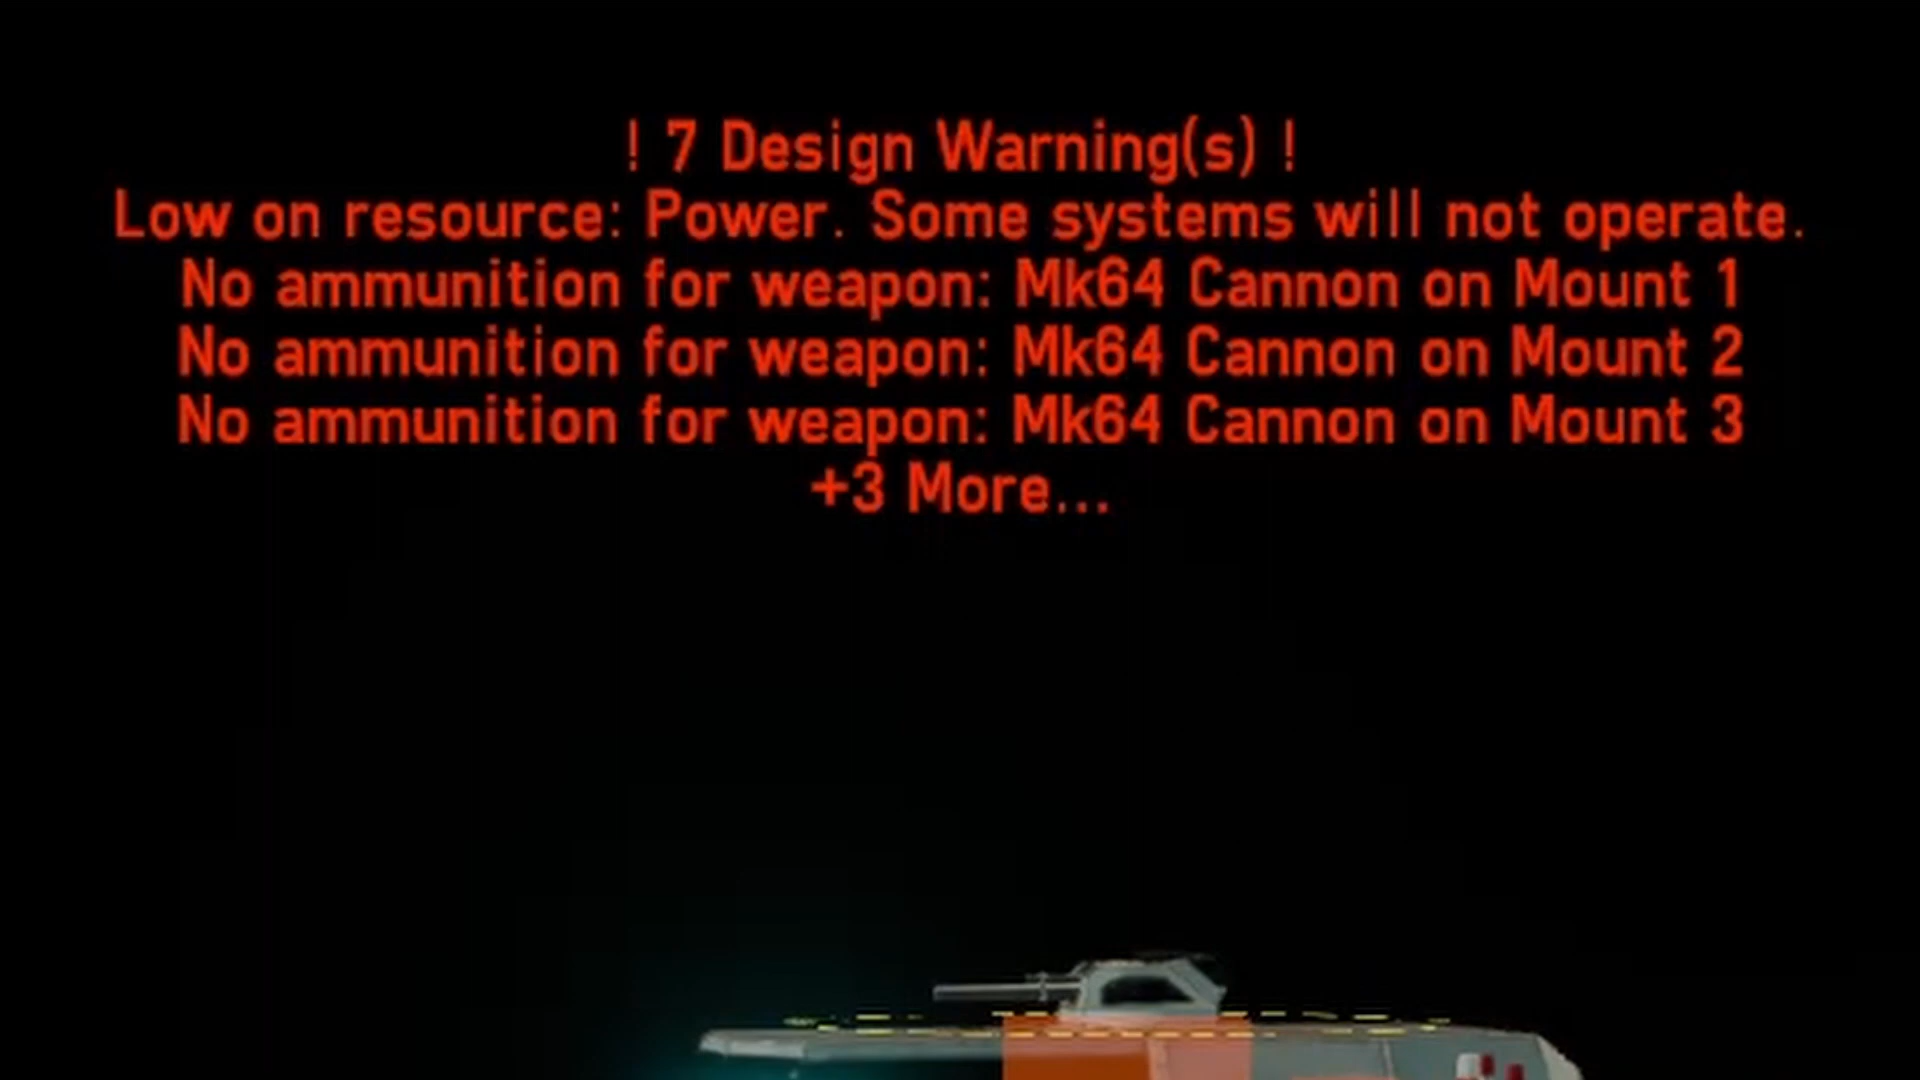 ! 7 Design Warning(s) !
Low on resource: Power. Some systems will not operate.
No ammunition for weapon: Mk64 Cannon on Mount 1
No ammunition for weapon: Mk64 Cannon on Mount 2
No ammunition for weapon: Mk64 Cannon on Mount 3
+3 More...